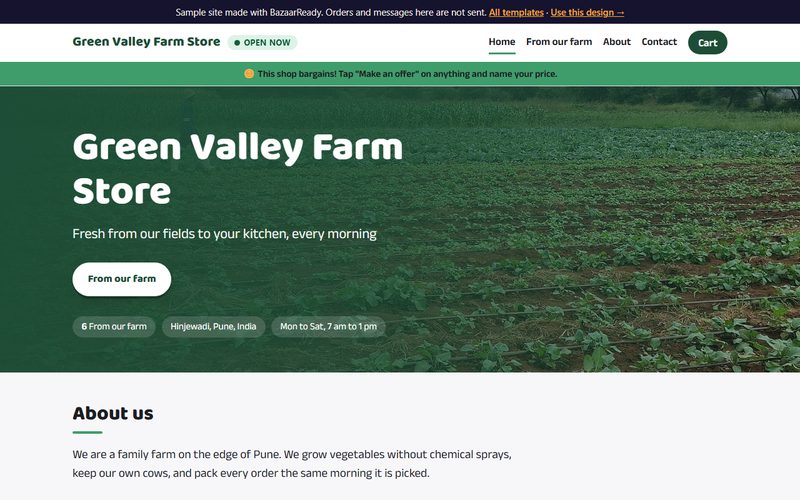 Sample site made with BazaarReady. Orders and messages here are not sent. All templates · Use this design →
Green Valley Farm Store
OPEN NOW
Home
From our farm
About
Contact
Cart
This shop bargains! Tap "Make an offer" on anything and name your price.
Green Valley Farm
Store
Fresh from our fields to your kitchen, every morning
From our farm
6 From our farm
Hinjewadi, Pune, India
Mon to Sat, 7 am to 1 pm
About us
We are a family farm on the edge of Pune. We grow vegetables without chemical sprays,
keep our own cows, and pack every order the same morning it is picked.